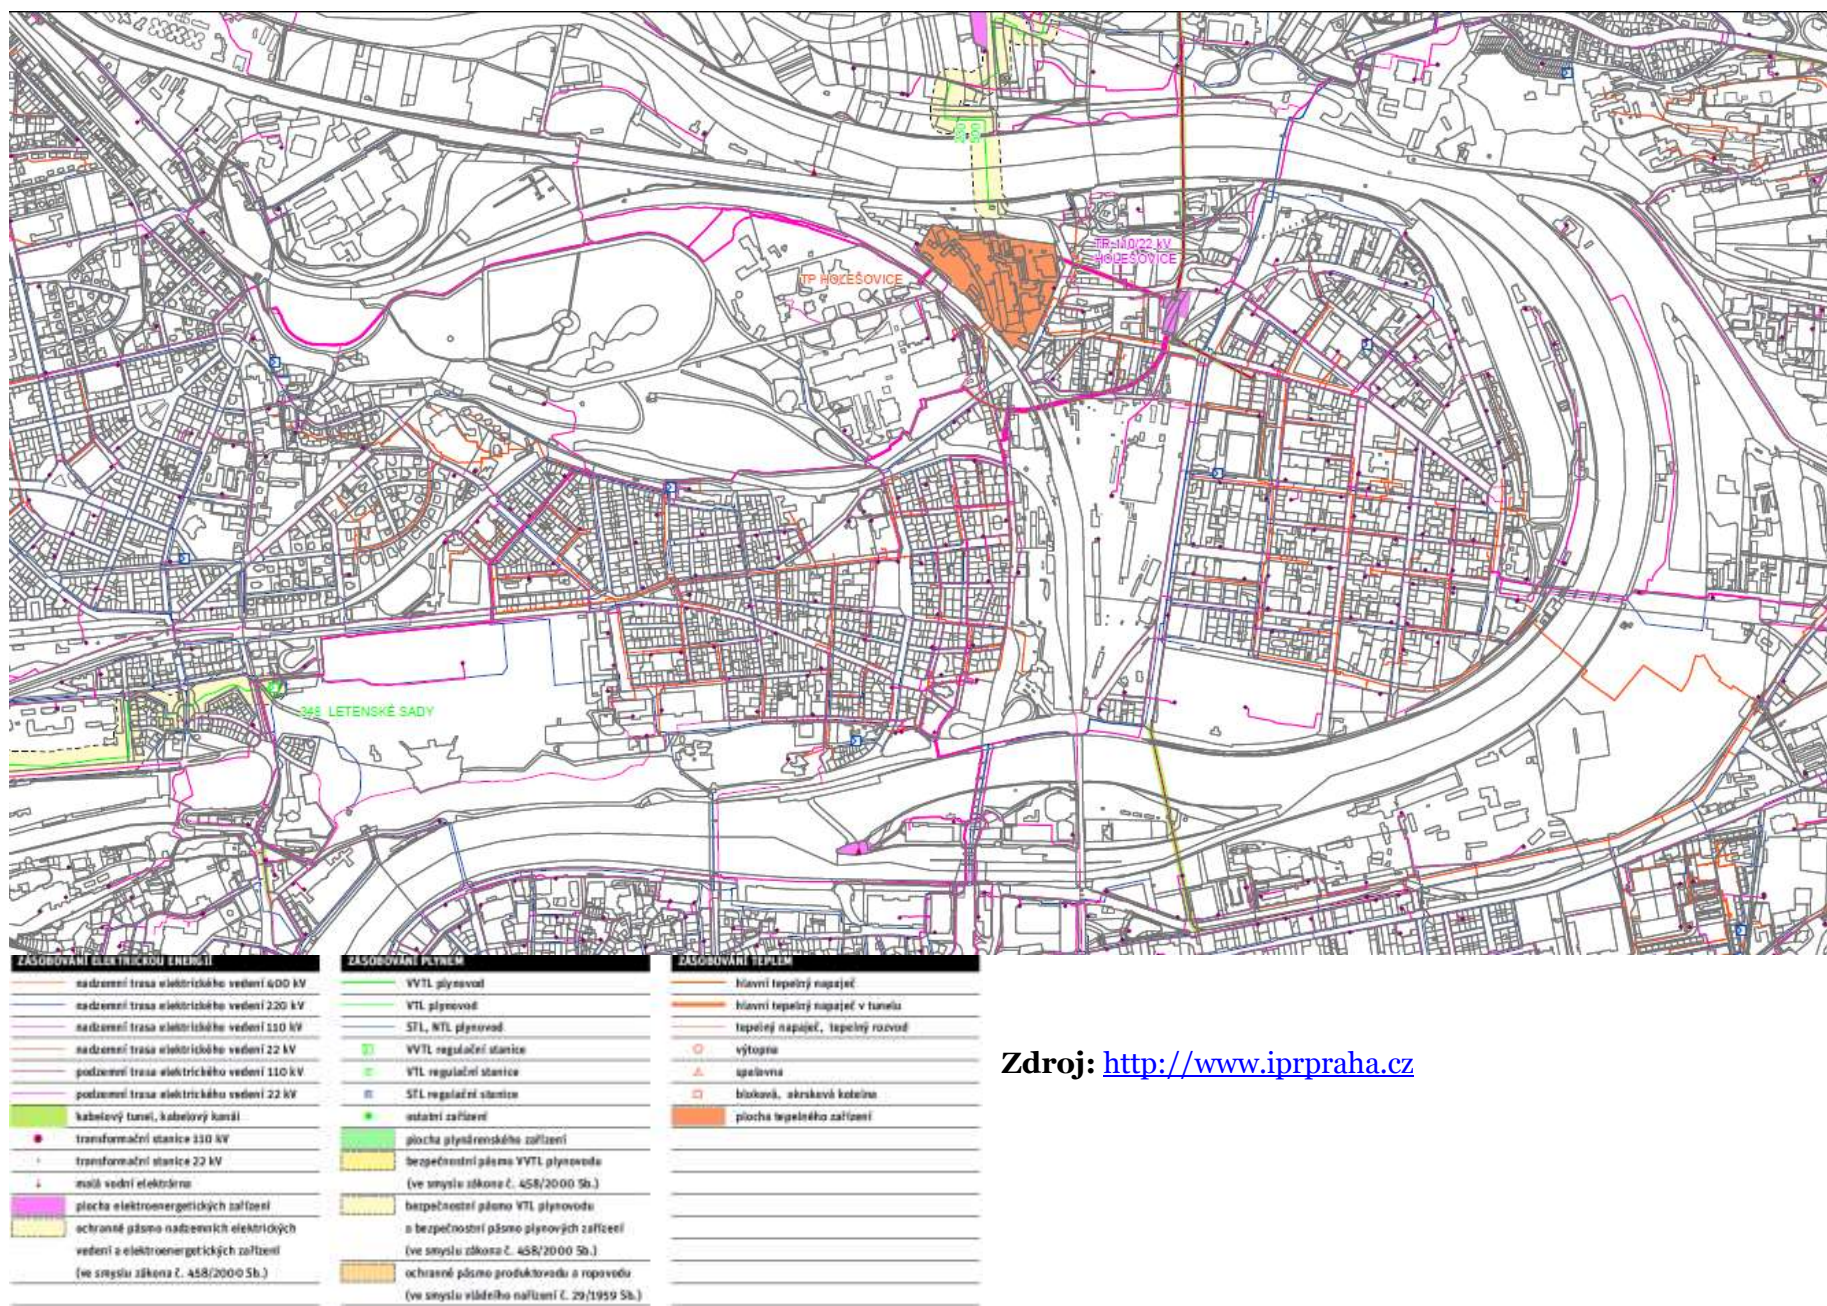 TR 110/22 kV
HOLEŠOVICE
TP HOLEŠOVICE
LETENSKÉ SADY
ZÁSOBOVÁNÍ ELEKTRICKOU ENERGIÍ
nadzemní trasa elektrického vedení 400 kV
nadzemní trasa elektrického vedení 220 kV
nadzemní trasa elektrického vedení 110 kV
nadzemní trasa elektrického vedení 22 kV
podzemní trasa elektrického vedení 110 kV
podzemní trasa elektrického vedení 22 kV
kabelový tunel, kabelový kanál
transformační stanice 110 kV
transformační stanice 22 kV
malá vodní elektrárna
plocha elektroenergetických zařízení
ochranné pásmo nadzemních elektrických
vedení a elektroenergetických zařízení
(ve smyslu zákona č. 458/2000 Sb.)
ZÁSOBOVÁNÍ PLYNEM
VVTL plynovod
VTL plynovod
STL, NTL plynovod
VVTL regulační stanice
VTL regulační stanice
STL regulační stanice
ostatní zařízení
plocha plynárenského zařízení
bezpečnostní pásmo VVTL plynovodu
(ve smyslu zákona č. 458/2000 Sb.)
bezpečnostní pásmo VTL plynovodu
a bezpečnostní pásmo plynových zařízení
(ve smyslu zákona č. 458/2000 Sb.)
ochranné pásmo produktovodu a ropovodu
(ve smyslu vládního nařízení č. 29/1959 Sb.)
ZÁSOBOVÁNÍ TEPLEM
hlavní tepelný napaječ
hlavní tepelný napaječ v tunelu
tepelný napaječ, tepelný rozvod
výtopna
spalovna
bloková, okrsková kotelna
plocha tepelného zařízení
Zdroj: http://www.iprpraha.cz